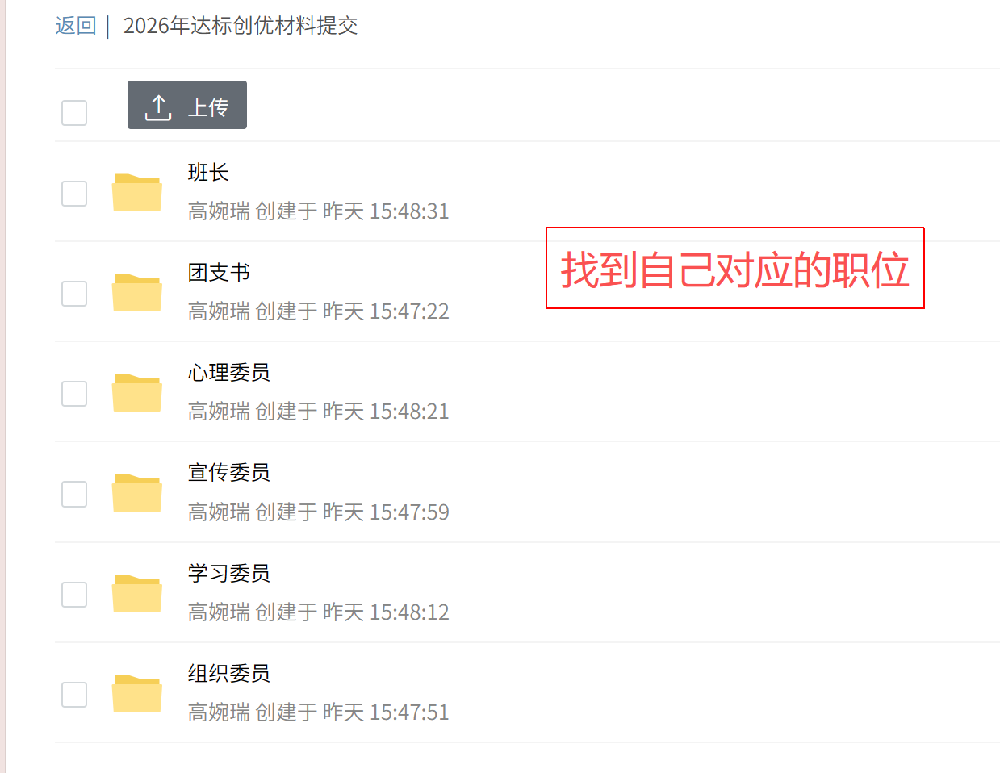 返回 | 2026年达标创优材料提交
上传
班长
高婉瑞 创建于 昨天 15:48:31
找到自己对应的职位
团支书
高婉瑞 创建于 昨天 15:47:22
心理委员
高婉瑞 创建于 昨天 15:48:21
宣传委员
高婉瑞 创建于 昨天 15:47:59
学习委员
高婉瑞 创建于 昨天 15:48:12
组织委员
高婉瑞 创建于 昨天 15:47:51